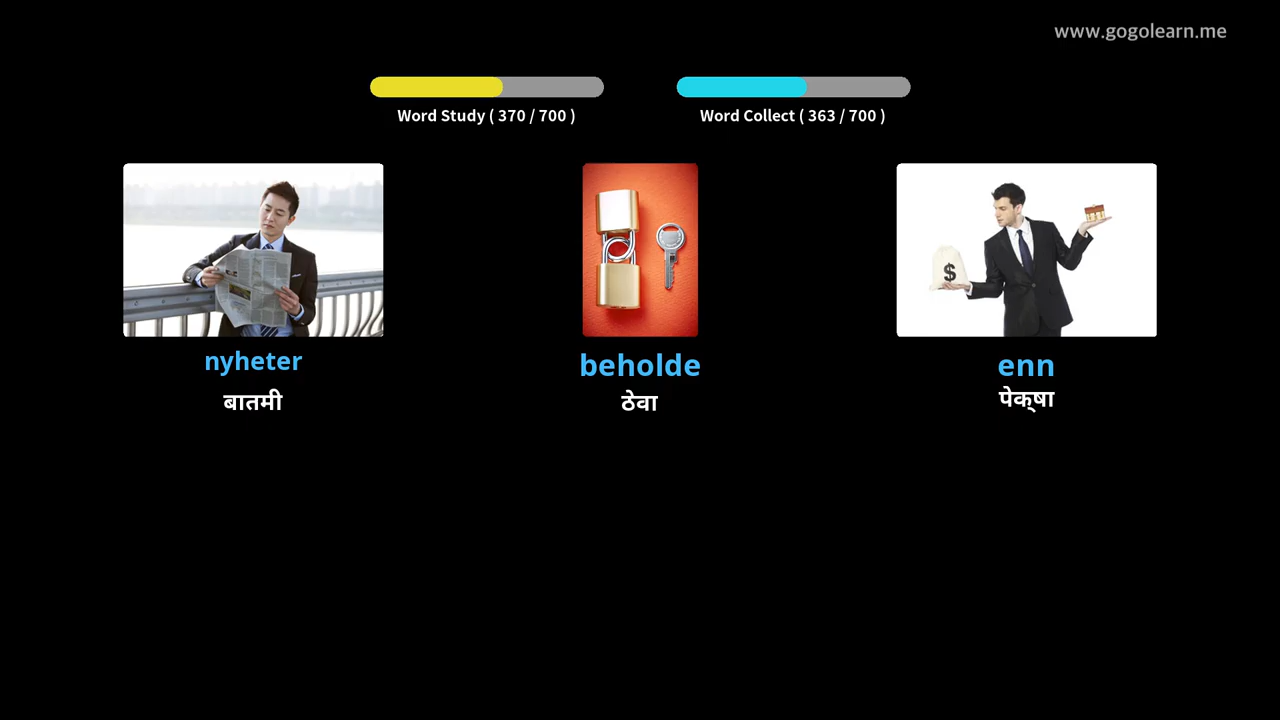 www.gogolearn.me
Word Study ( 370 / 700 )
Word Collect ( 363 / 700 )
$
nyheter
beholde
enn
बातमी
ठेवा
पेक्‌षा